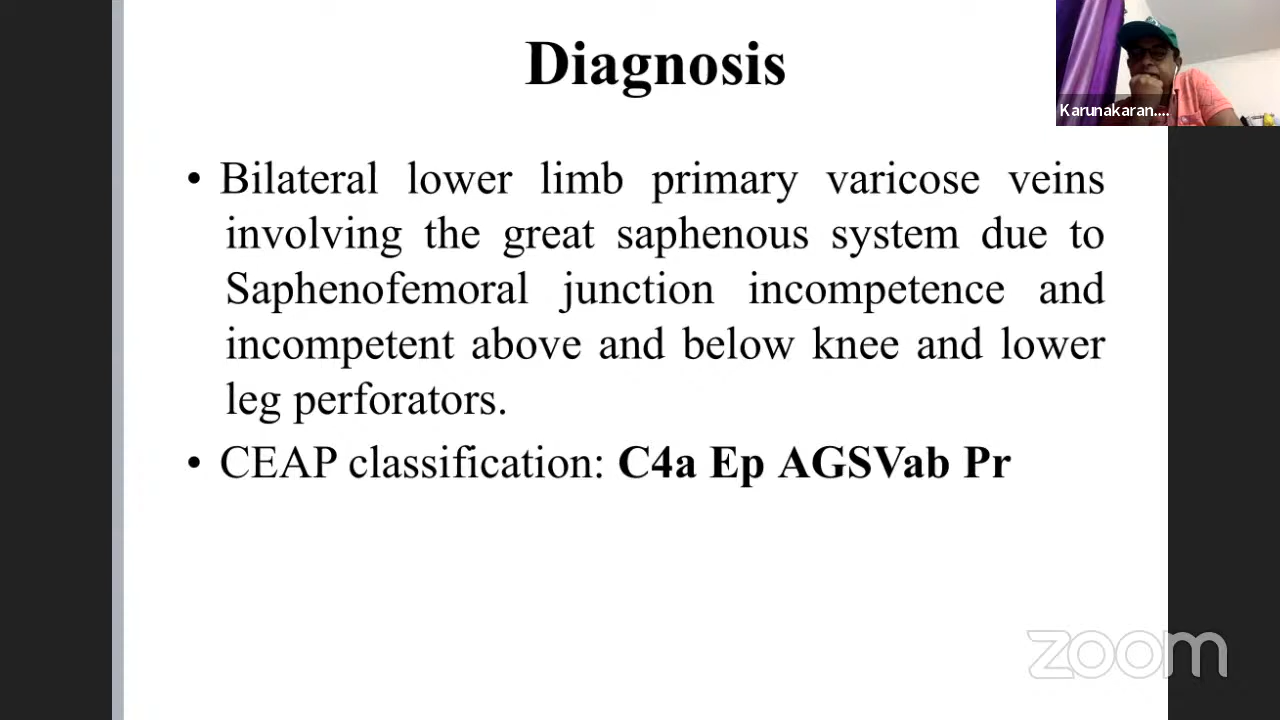 Diagnosis
Karunakaran....
• Bilateral lower limb primary varicose veins
involving the great saphenous system due to
Saphenofemoral junction incompetence and
incompetent above and below knee and lower
leg perforators.
• CEAP classification: C4a Ep AGSVab Pr
zoom